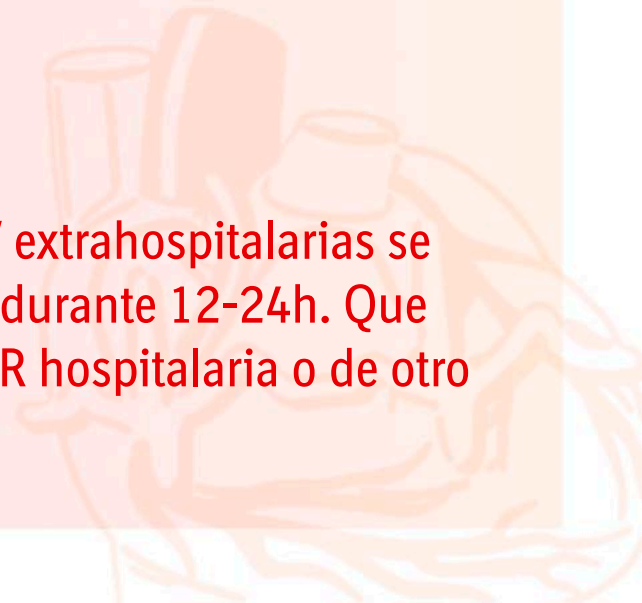 extrahospitalarias se
durante 12-24h. Que
R hospitalaria o de otro